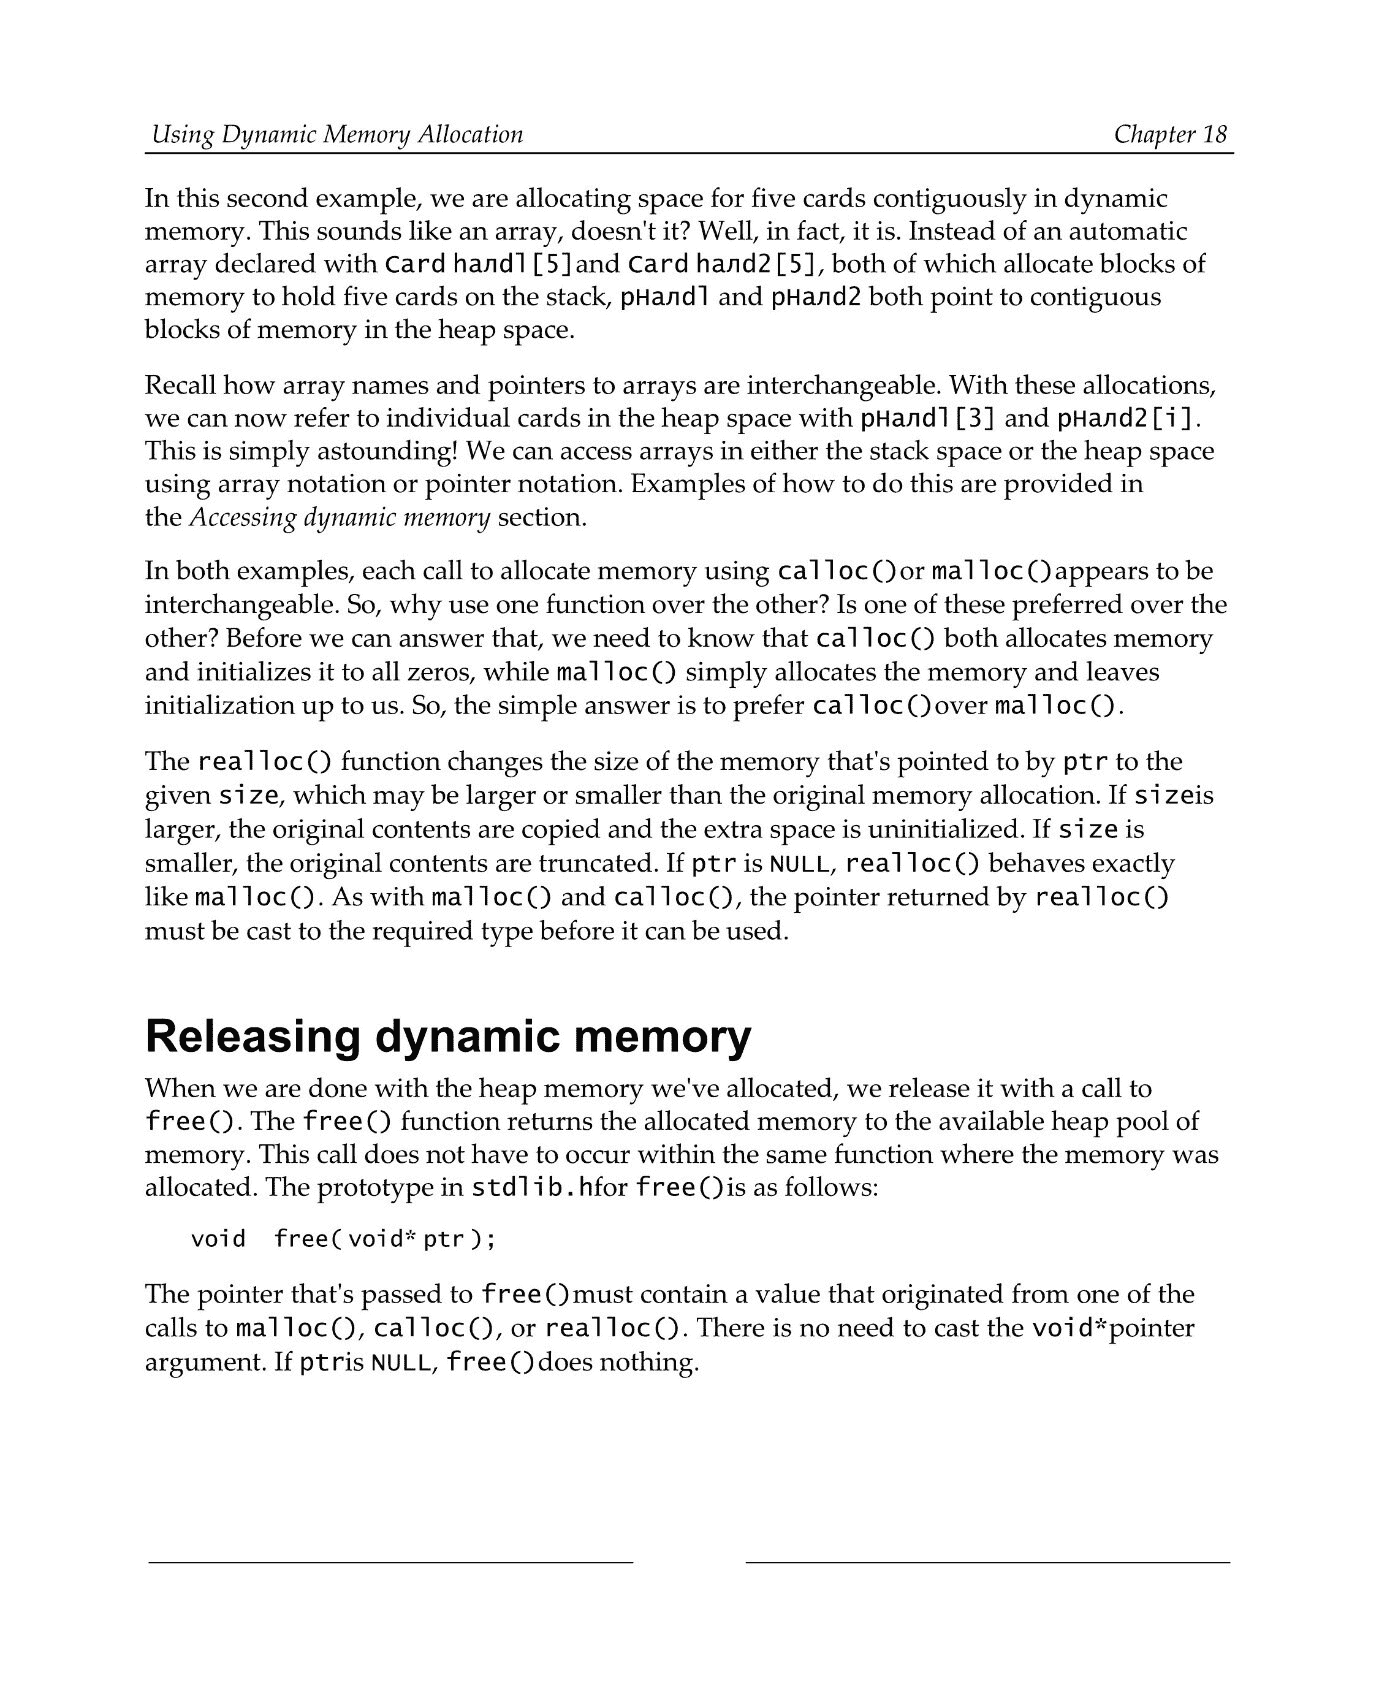 Using Dynamic Memory Allocation Chapter 18
In this second example, we are allocating space for five cards contiguously in dynamic
memory. This sounds like an array, doesn't it? Well, in fact, it is. Instead of an automatic
array declared with Card hand1[5]and Card hand2[5], both of which allocate blocks of
memory to hold five cards on the stack, pHand1 and pHand2 both point to contiguous
blocks of memory in the heap space.
Recall how array names and pointers to arrays are interchangeable. With these allocations,
we can now refer to individual cards in the heap space with pHand1[3] and pHand2[i].
This is simply astounding! We can access arrays in either the stack space or the heap space
using array notation or pointer notation. Examples of how to do this are provided in
the Accessing dynamic memory section.
In both examples, each call to allocate memory using calloc()or malloc()appears to be
interchangeable. So, why use one function over the other? Is one of these preferred over the
other? Before we can answer that, we need to know that calloc() both allocates memory
and initializes it to all zeros, while malloc() simply allocates the memory and leaves
initialization up to us. So, the simple answer is to prefer calloc()over malloc().
The realloc() function changes the size of the memory that's pointed to by ptr to the
given size, which may be larger or smaller than the original memory allocation. If sizeis
larger, the original contents are copied and the extra space is uninitialized. If size is
smaller, the original contents are truncated. If ptr is NULL, realloc() behaves exactly
like malloc(). As with malloc() and calloc(), the pointer returned by realloc()
must be cast to the required type before it can be used.
Releasing dynamic memory
When we are done with the heap memory we've allocated, we release it with a call to
free(). The free() function returns the allocated memory to the available heap pool of
memory. This call does not have to occur within the same function where the memory was
allocated. The prototype in stdlib.hfor free()is as follows:
void free( void* ptr );
The pointer that's passed to free()must contain a value that originated from one of the
calls to malloc(), calloc(), or realloc(). There is no need to cast the void*pointer
argument. If ptris NULL, free()does nothing.